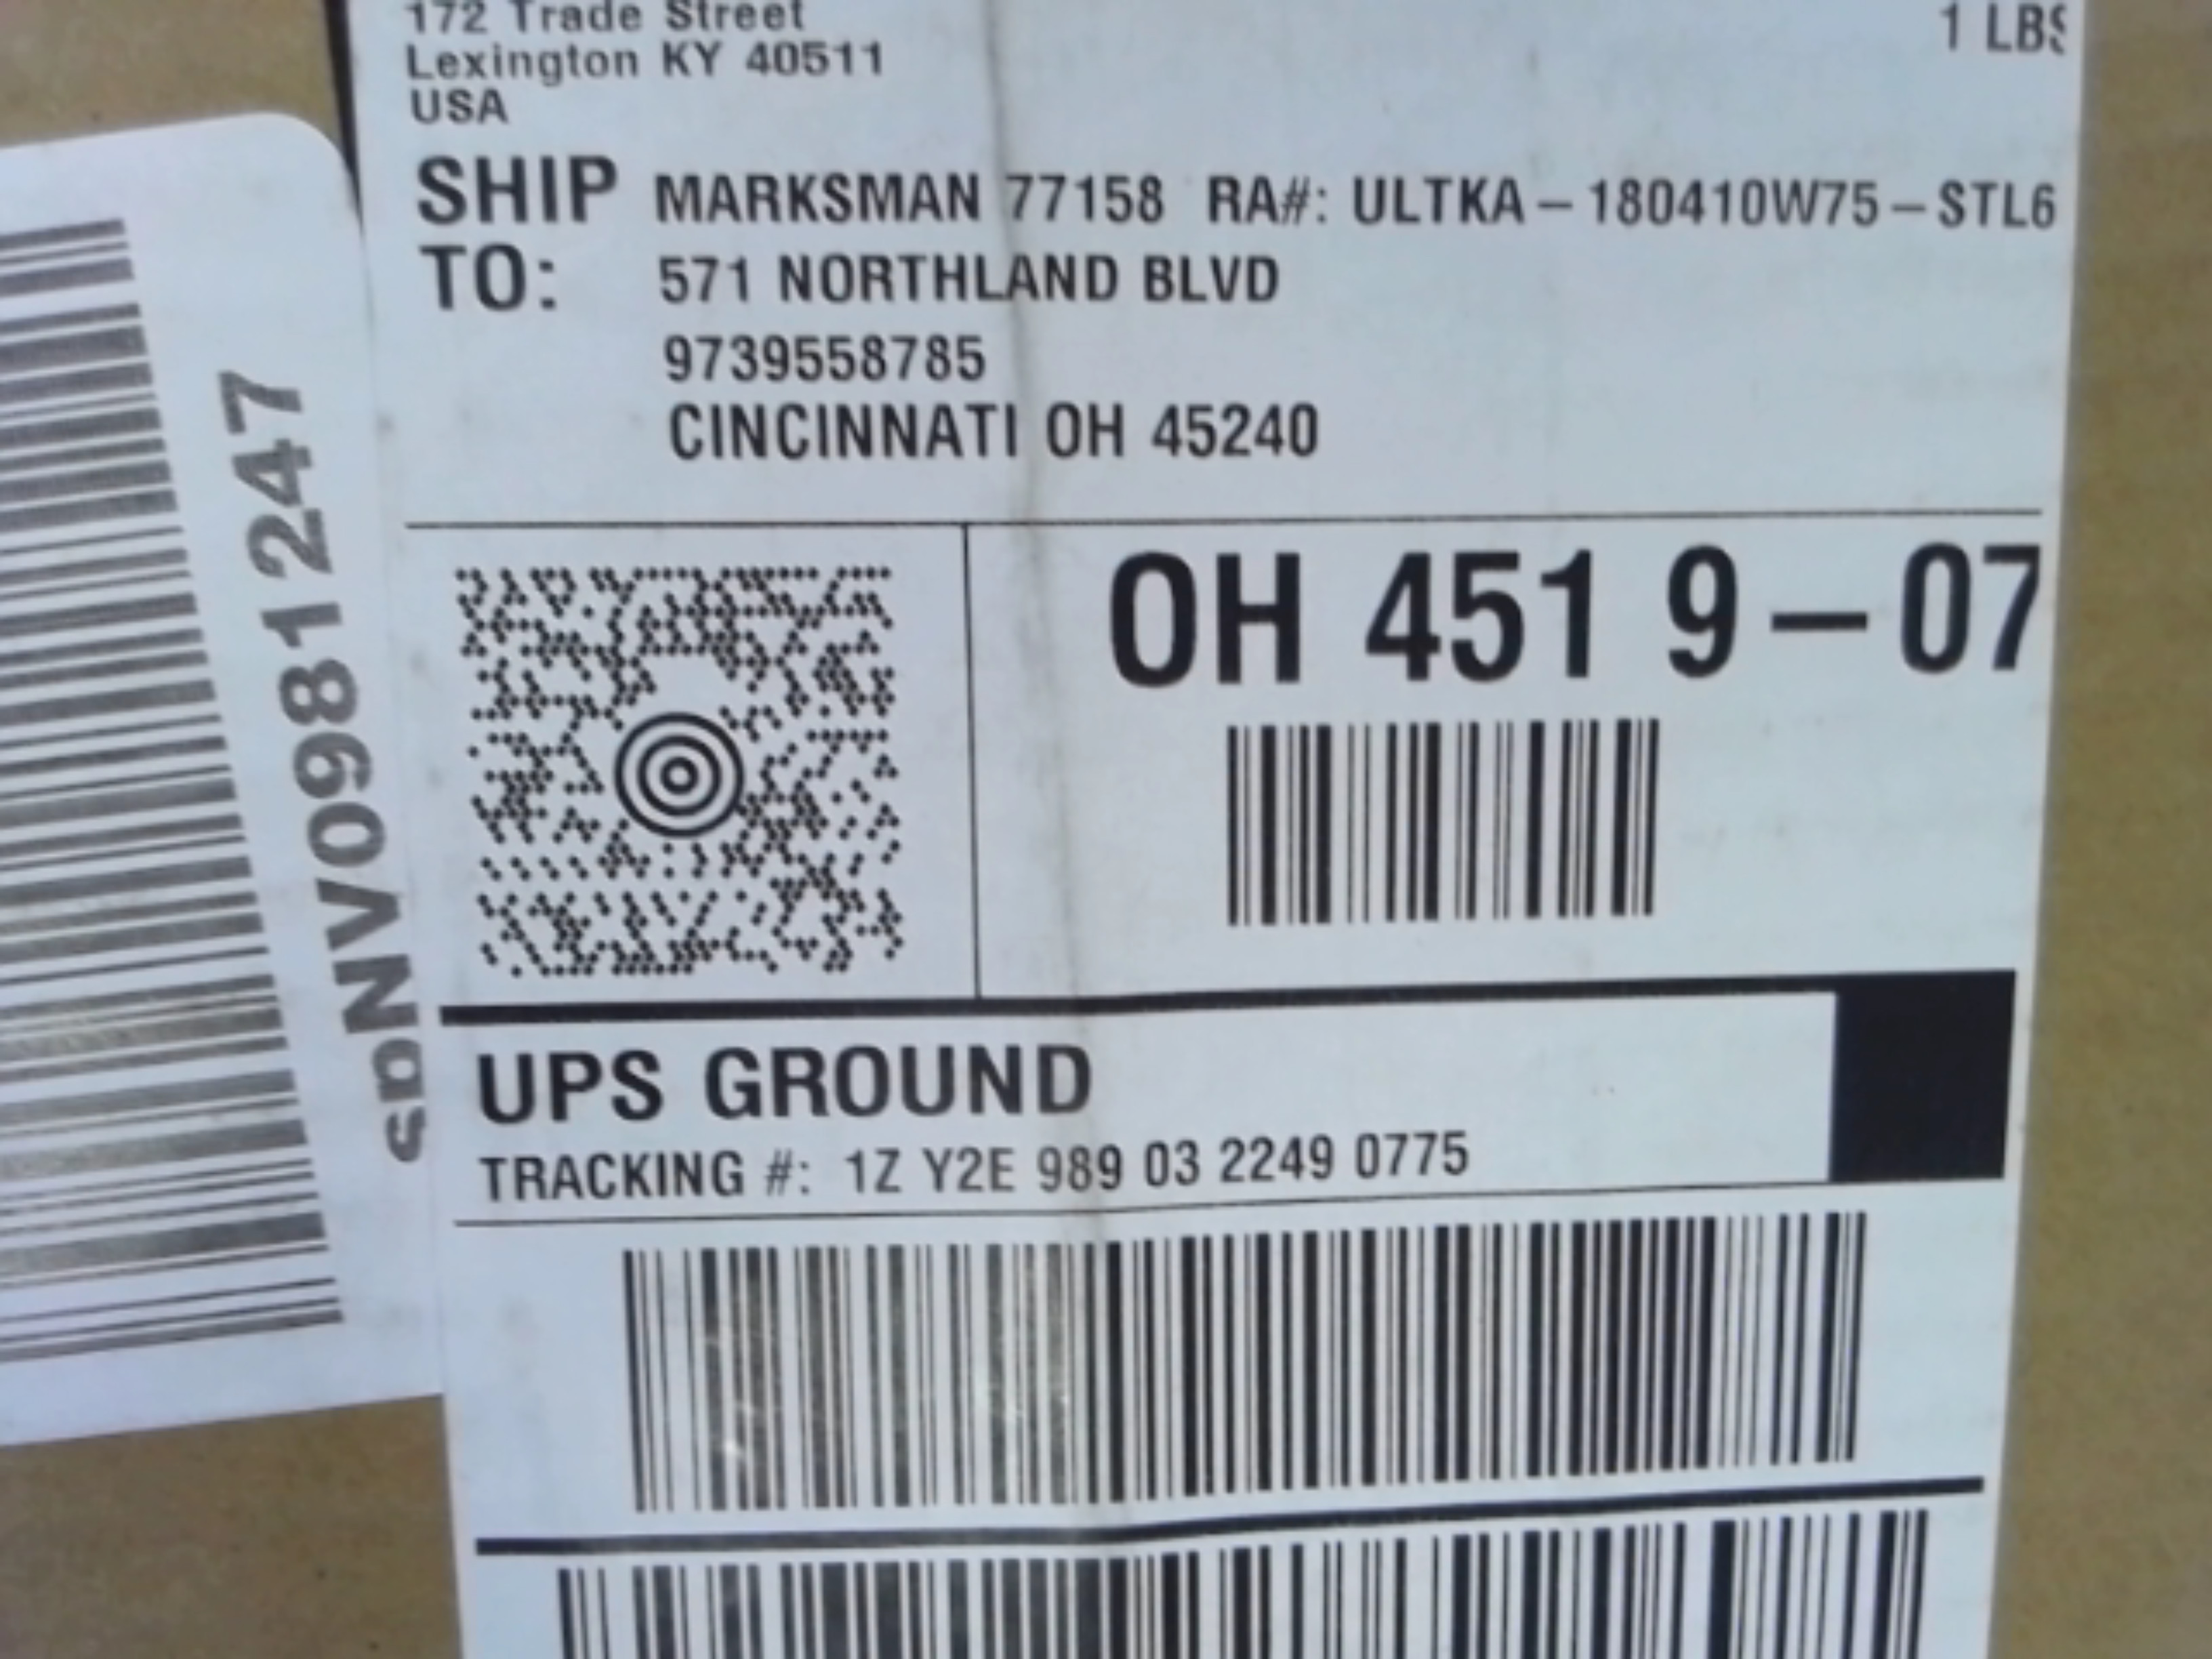 172 Trade Street
Lexington KY 40511
USA
1 LBS
SHIP TO:
MARKSMAN 77158 RA#: ULTKA-180410W75-STL6
571 NORTHLAND BLVD
9739558785
CINCINNATI OH 45240
OH 451 9-07
UPS GROUND
TRACKING #: 1Z Y2E 989 03 2249 0775
SDNV0981247